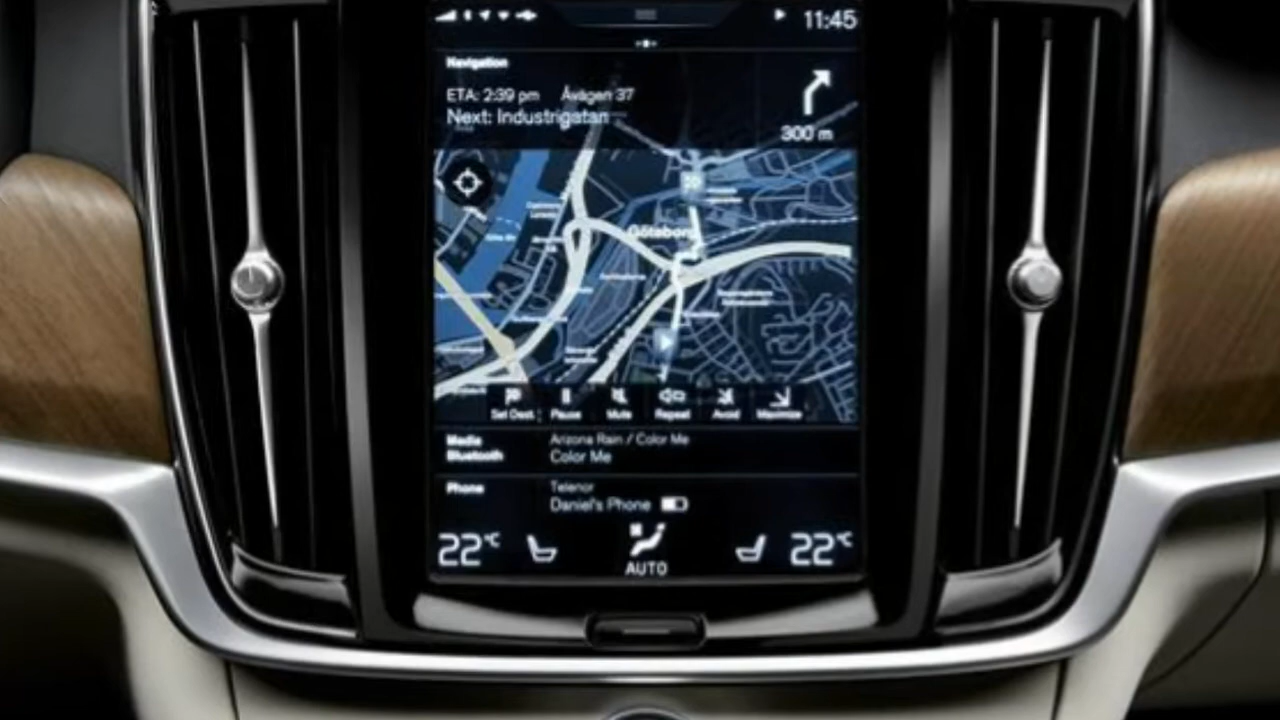 11:45
Navigation
ETA: 2:39 pm Åvägen 37
Next: Industrigatan
300 m
Göteborg
Set Dest. Pause Mute Repeat Avoid Maximize
Media Arizona Rain / Color Me
Bluetooth Color Me
Phone Telenor
Daniel's Phone
22°C AUTO 22°C